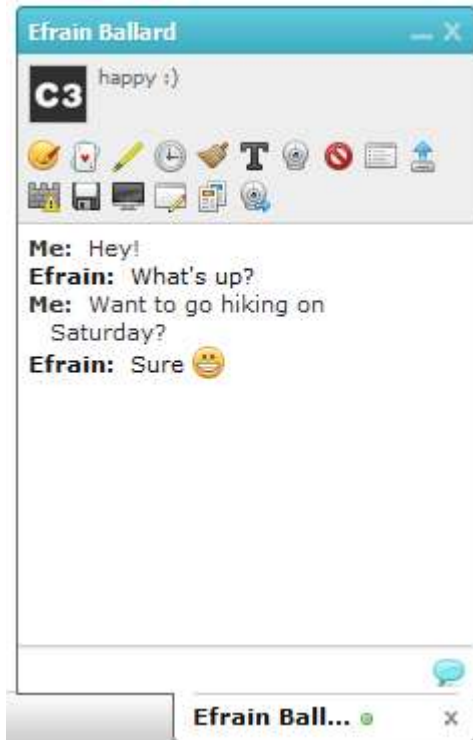 Efrain Ballard
C3 happy :)
Me: Hey!
Efrain: What's up?
Me: Want to go hiking on
Saturday?
Efrain: Sure
Efrain Ball...